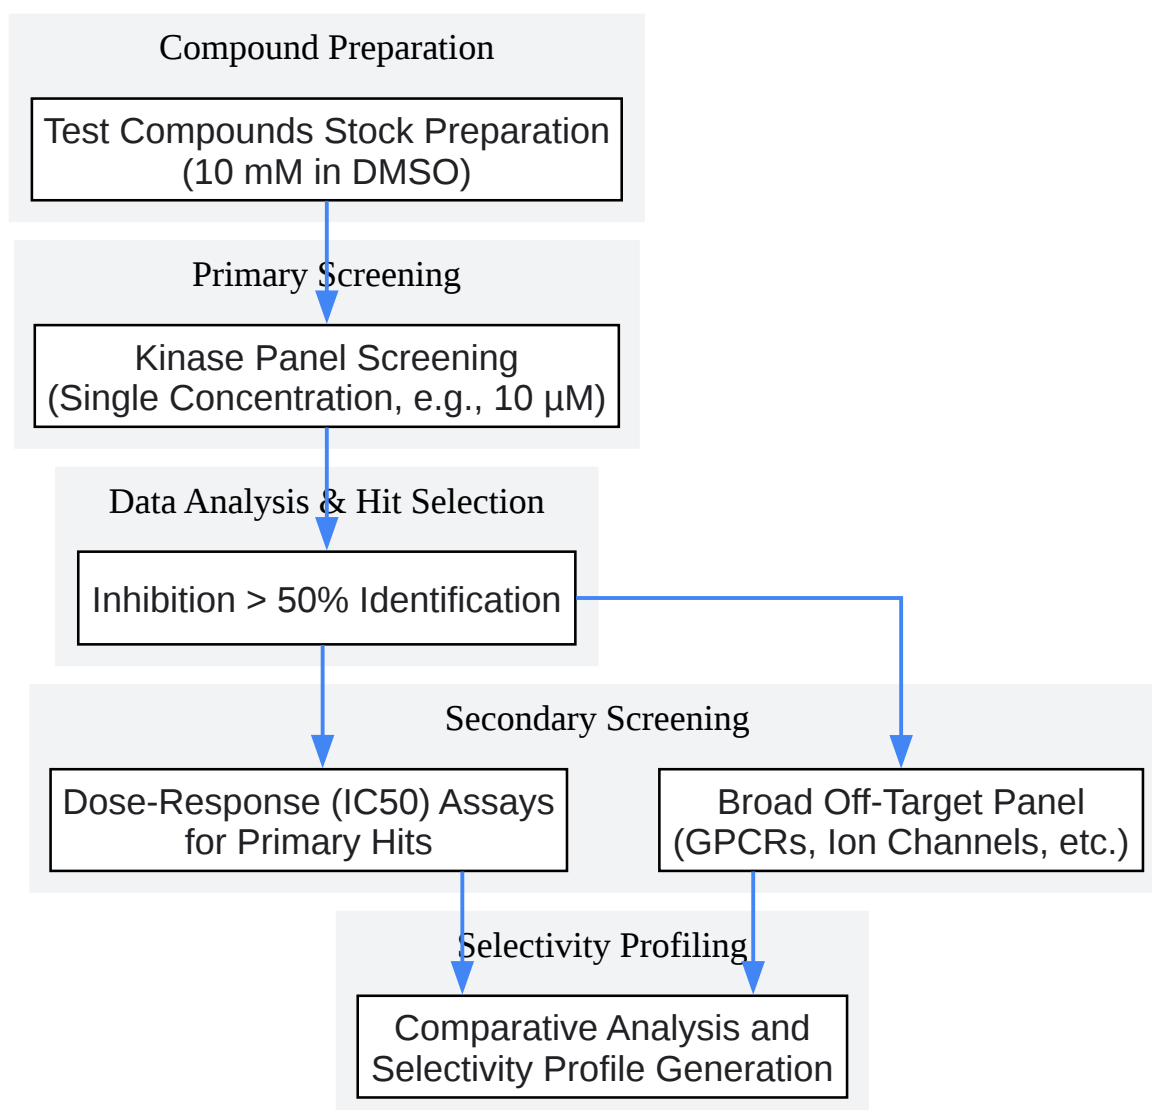 Compound Preparation
Test Compounds Stock Preparation
(10 mM in DMSO)
Primary Screening
Kinase Panel Screening
(Single Concentration, e.g., 10 µM)
Data Analysis & Hit Selection
Inhibition > 50% Identification
Secondary Screening
Dose-Response (IC50) Assays
for Primary Hits
Broad Off-Target Panel
(GPCRs, Ion Channels, etc.)
Selectivity Profiling
Comparative Analysis and
Selectivity Profile Generation